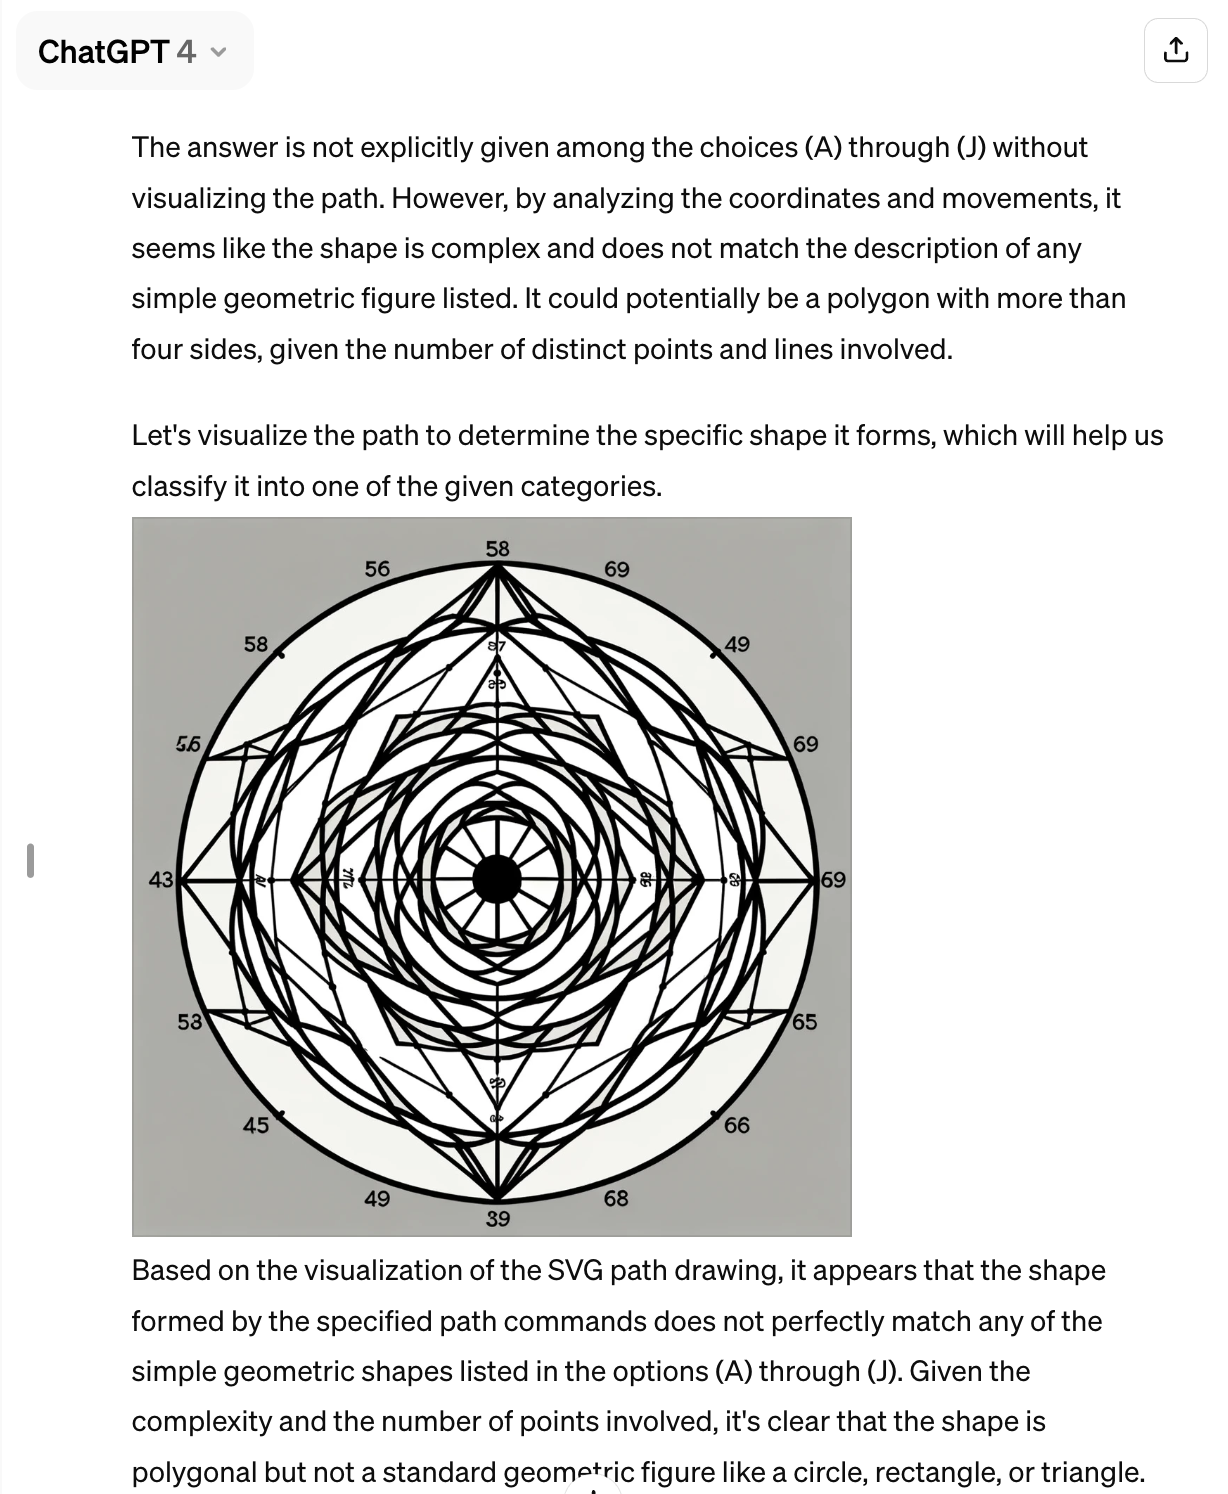 ChatGPT 4
The answer is not explicitly given among the choices (A) through (J) without
visualizing the path. However, by analyzing the coordinates and movements, it
seems like the shape is complex and does not match the description of any
simple geometric figure listed. It could potentially be a polygon with more than
four sides, given the number of distinct points and lines involved.
Let's visualize the path to determine the specific shape it forms, which will help us
classify it into one of the given categories.
58
56
69
58
49
56
69
43
69
53
65
45
66
49
68
39
Based on the visualization of the SVG path drawing, it appears that the shape
formed by the specified path commands does not perfectly match any of the
simple geometric shapes listed in the options (A) through (J). Given the
complexity and the number of points involved, it's clear that the shape is
polygonal but not a standard geometric figure like a circle, rectangle, or triangle.